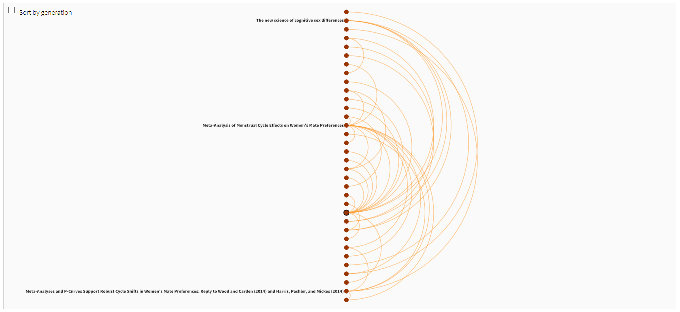 Sort by generation
The new science of cognitive sex differences
Meta-Analysis of Menstrual Cycle Effects on Women's Mate Preferences
Meta-Analyses and P-Curves Support Robust Cycle Shifts in Women's Mate Preferences: Reply to Wood and Carden (2014) and Harris, Pashler, and Mickes (2014)